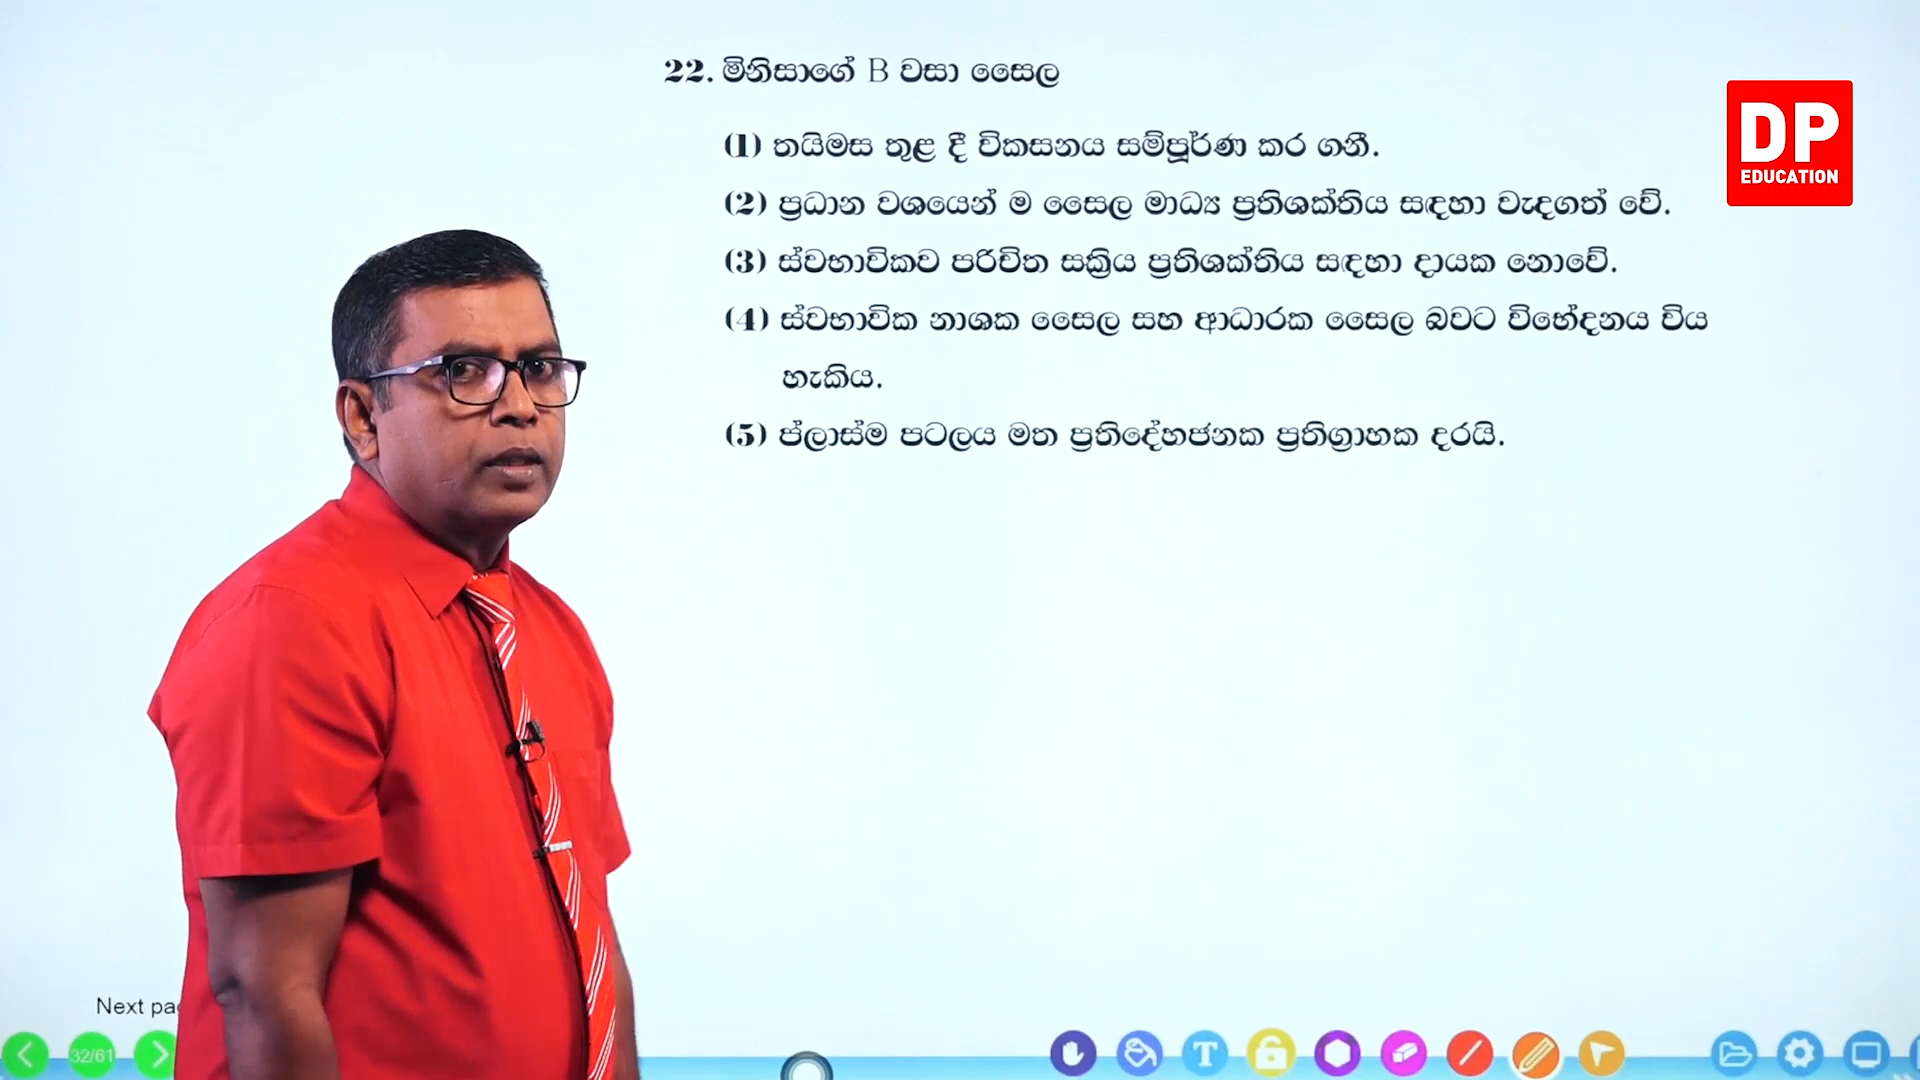 22. මිනිසාගේ B වසා සෛල
(1) තයිමස තුළ දී විකසනය සම්පූර්ණ කර ගනී.
(2) ප්‍රධාන වශයෙන් ම සෛල මාධ්‍ය ප්‍රතිශක්තිය සඳහා වැදගත් වේ.
(3) ස්වභාවිකව පරිචිත සක්‍රිය ප්‍රතිශක්තිය සඳහා දායක නොවේ.
(4) ස්වභාවික නාශක සෛල සහ ආධාරක සෛල බවට විභේදනය විය
හැකිය.
(5) ප්ලාස්ම පටලය මත ප්‍රතිදේහජනක ප්‍රතිග්‍රාහක දරයි.
DP
EDUCATION
Next pa
32/61
T